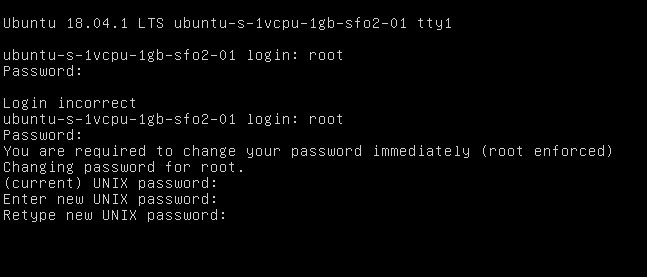 Ubuntu 18.04.1 LTS ubuntu-s-1vcpu-1gb-sfo2-01 tty1
ubuntu-s-1vcpu-1gb-sfo2-01 login: root
Password:
Login incorrect
ubuntu-s-1vcpu-1gb-sfo2-01 login: root
Password:
You are required to change your password immediately (root enforced)
Changing password for root.
(current) UNIX password:
Enter new UNIX password:
Retype new UNIX password: